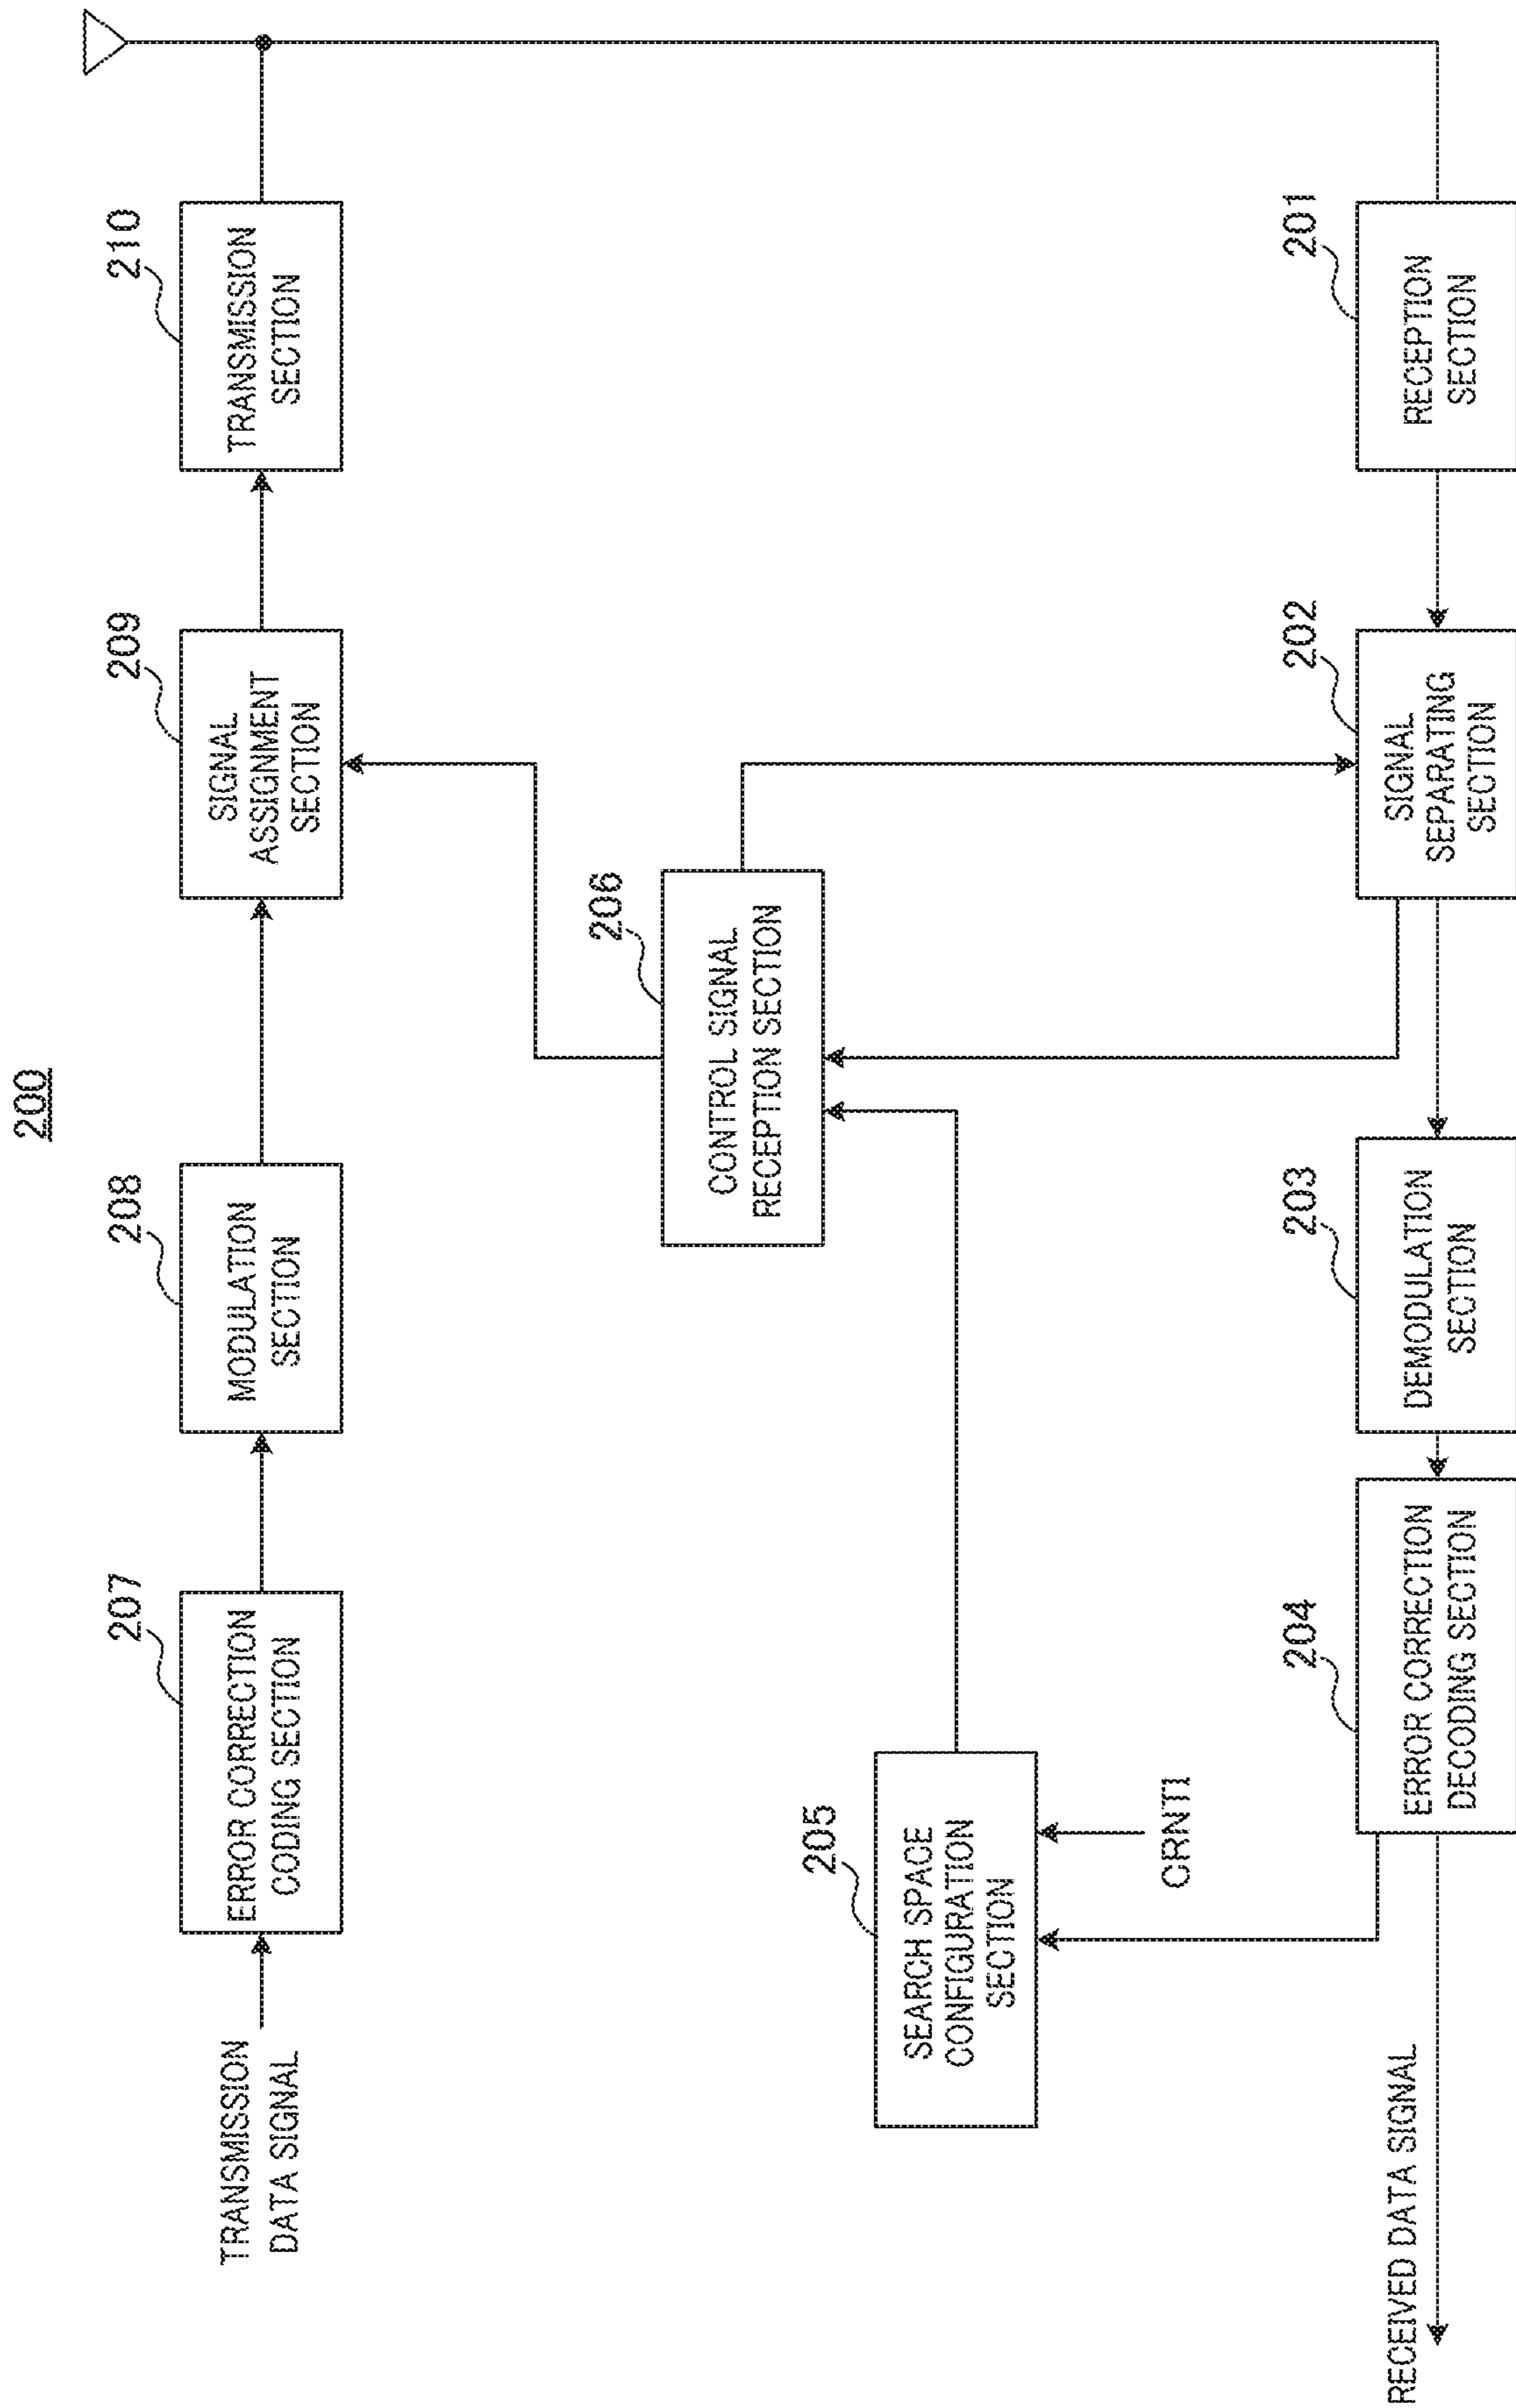 200
TRANSMISSION
DATA SIGNAL
207
ERROR CORRECTION
CODING SECTION
208
MODULATION
SECTION
209
SIGNAL
ASSIGNMENT
SECTION
210
TRANSMISSION
SECTION
206
CONTROL SIGNAL
RECEPTION SECTION
205
SEARCH SPACE
CONFIGURATION
SECTION
CRNTI
RECEIVED DATA SIGNAL
204
ERROR CORRECTION
DECODING SECTION
203
DEMODULATION
SECTION
202
SIGNAL
SEPARATING
SECTION
201
RECEPTION
SECTION